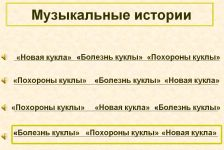 Музыкальные истории
«Новая кукла» «Болезнь куклы» «Похороны куклы»
«Похороны куклы» «Болезнь куклы» «Новая кукла»
«Похороны куклы» «Новая кукла» «Болезнь куклы»
«Болезнь куклы» «Похороны куклы» «Новая кукла»